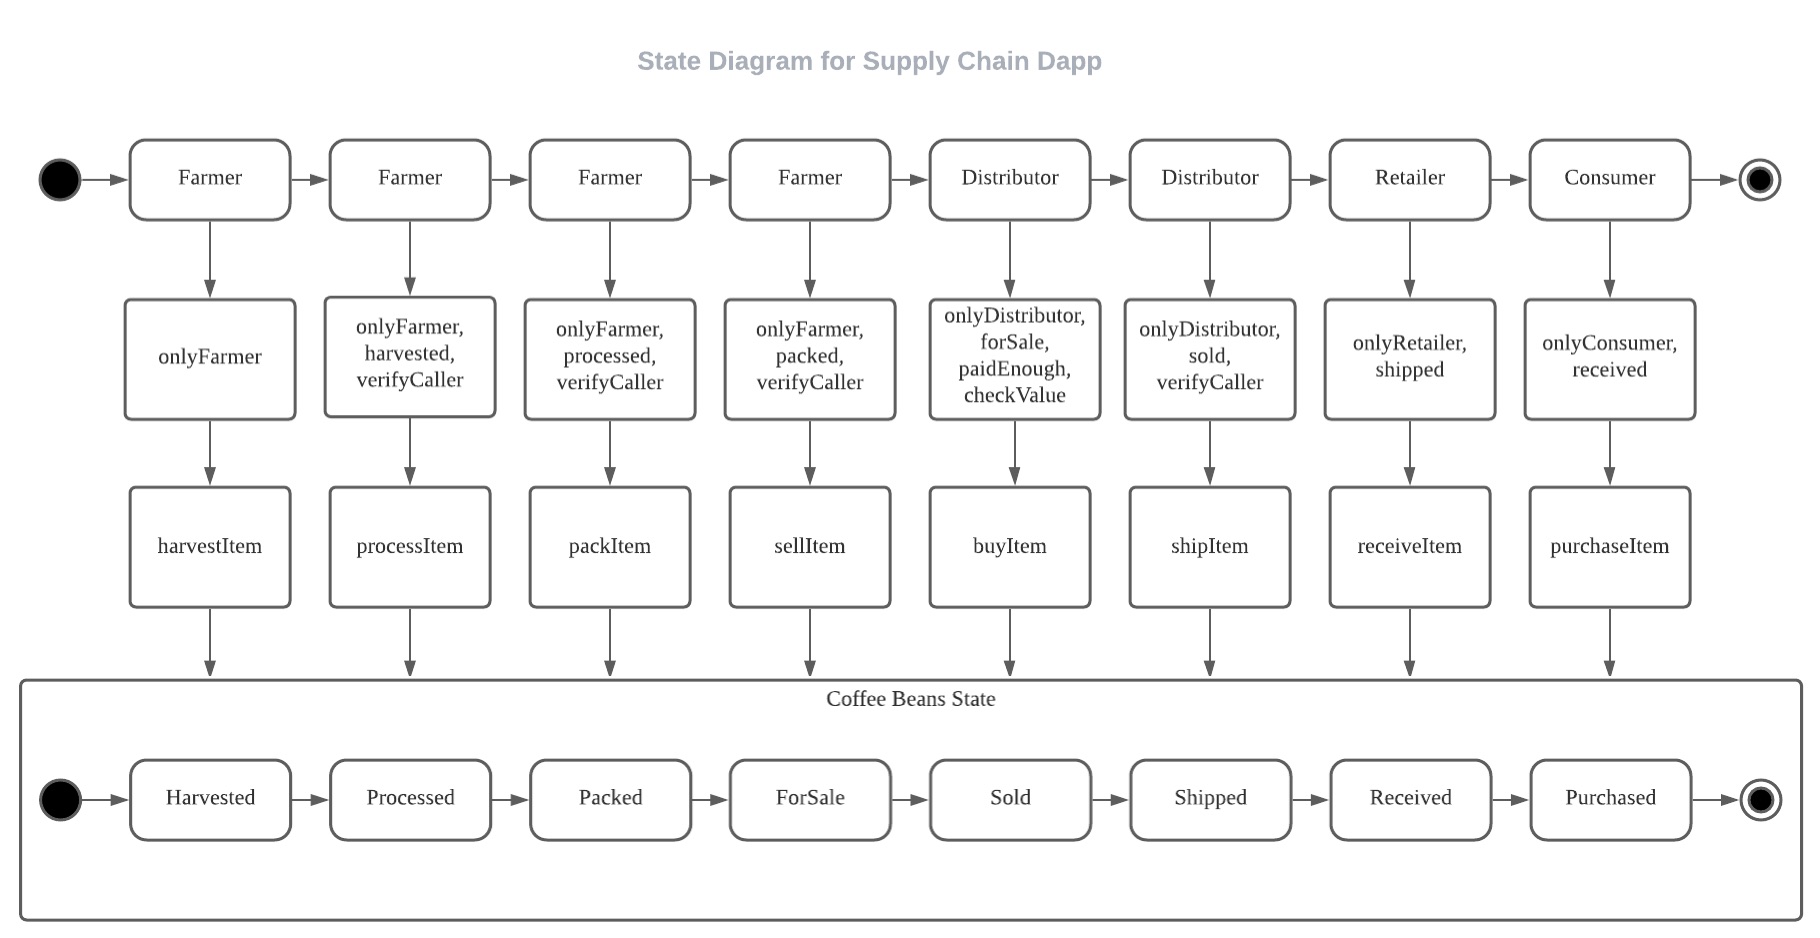 State Diagram for Supply Chain Dapp
Farmer
Farmer
Farmer
Farmer
Distributor
Distributor
Retailer
Consumer
onlyFarmer
onlyFarmer,
harvested,
verifyCaller
onlyFarmer,
processed,
verifyCaller
onlyFarmer,
packed,
verifyCaller
onlyDistributor,
forSale,
paidEnough,
checkValue
onlyDistributor,
sold,
verifyCaller
onlyRetailer,
shipped
onlyConsumer,
received
harvestItem
processItem
packItem
sellItem
buyItem
shipItem
receiveItem
purchaseItem
Coffee Beans State
Harvested
Processed
Packed
ForSale
Sold
Shipped
Received
Purchased